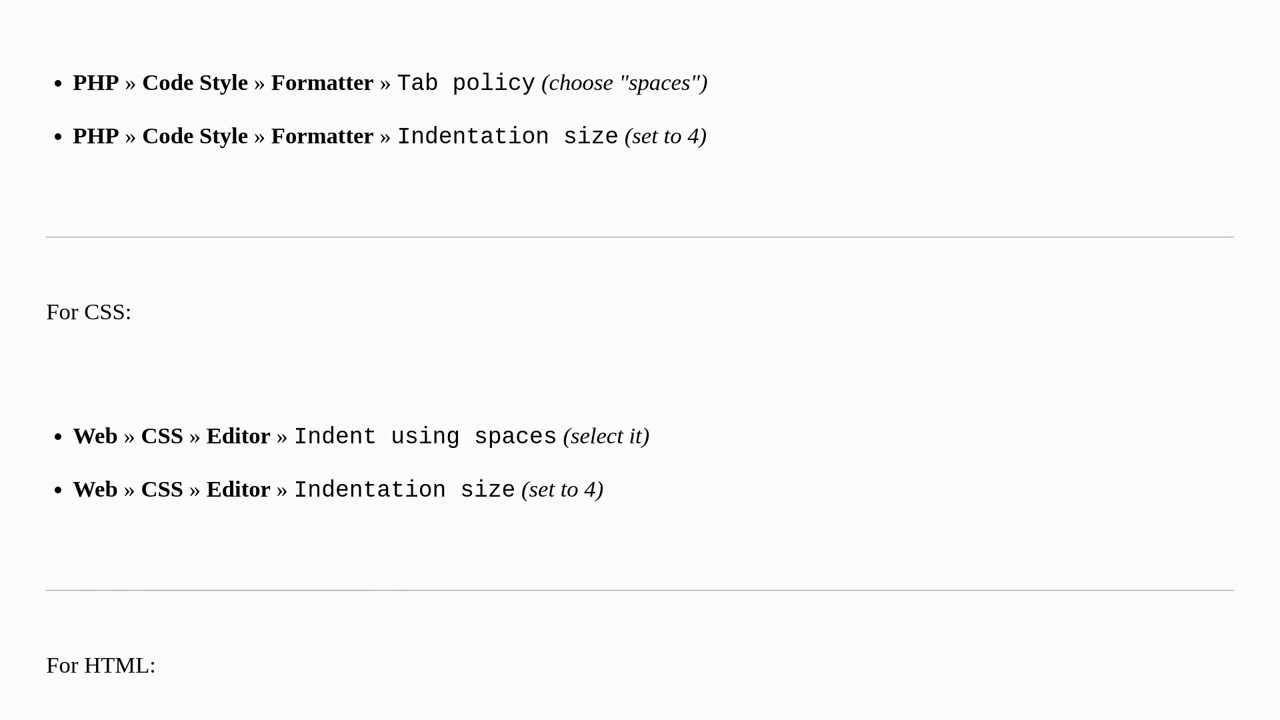 • PHP » Code Style » Formatter » Tab policy (choose "spaces")
• PHP » Code Style » Formatter » Indentation size (set to 4)
For CSS:
• Web » CSS » Editor » Indent using spaces (select it)
• Web » CSS » Editor » Indentation size (set to 4)
For HTML: